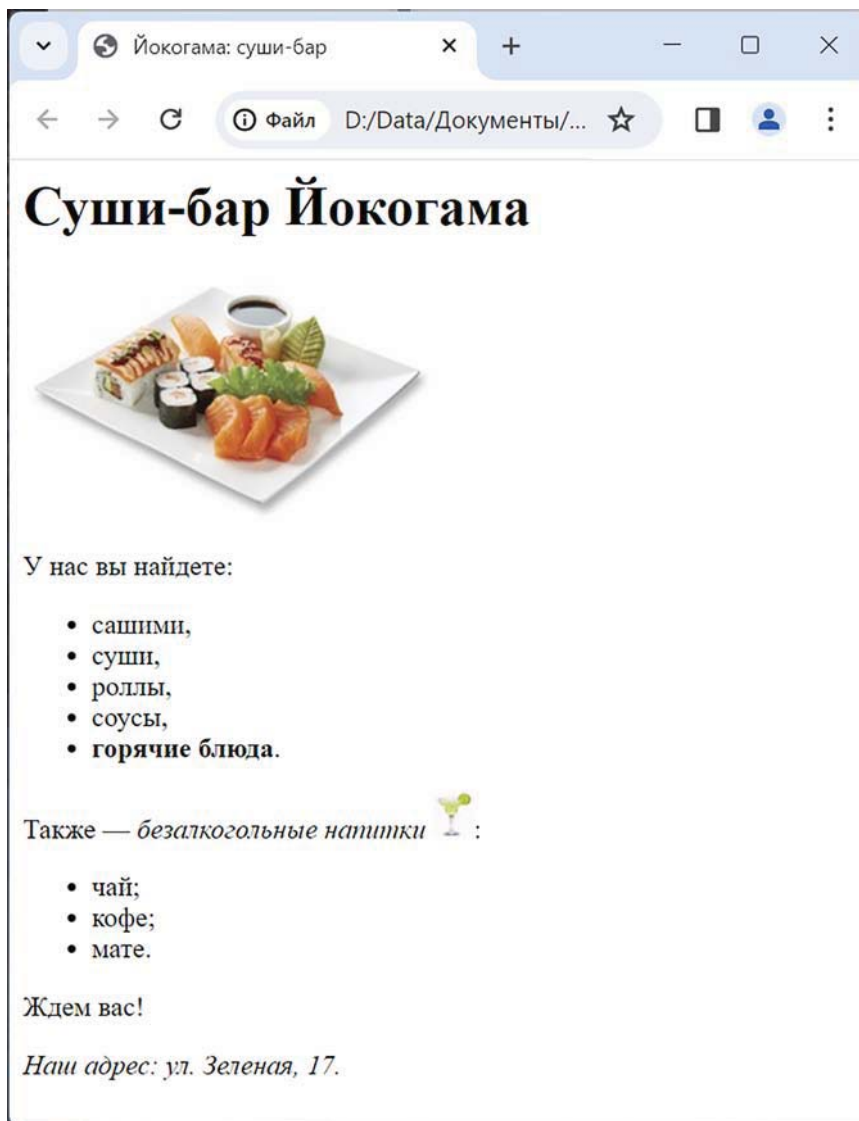 Йокогама: суши-бар
Файл D:/Data/Документы/...
Суши-бар Йокогама
У нас вы найдете:
• сашими,
• суши,
• роллы,
• соусы,
• горячие блюда.
Также — безалкогольные напитки :
• чай;
• кофе;
• мате.
Ждем вас!
Наш адрес: ул. Зеленая, 17.